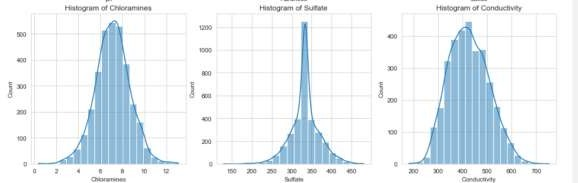 Histogram of Chloramines
500
400
300
200
100
0
Count
0 2 4 6 8 10 12
Chloramines
Histogram of Sulfate
1200
1000
800
600
400
200
0
Count
150 200 250 300 350 400 450
Sulfate
Histogram of Conductivity
400
300
200
100
0
Count
200 300 400 500 600 700
Conductivity